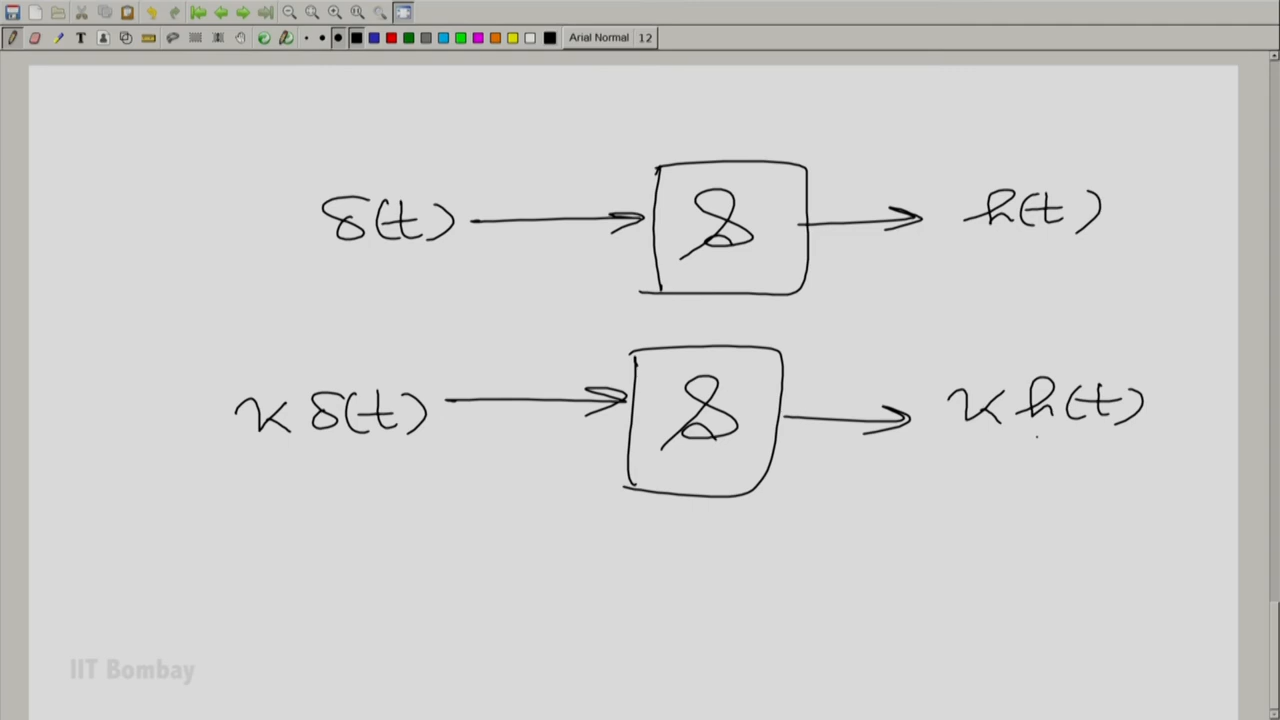 Arial Normal 12
δ(t) S h(t)
κ δ(t) S κ h(t)
IIT Bombay